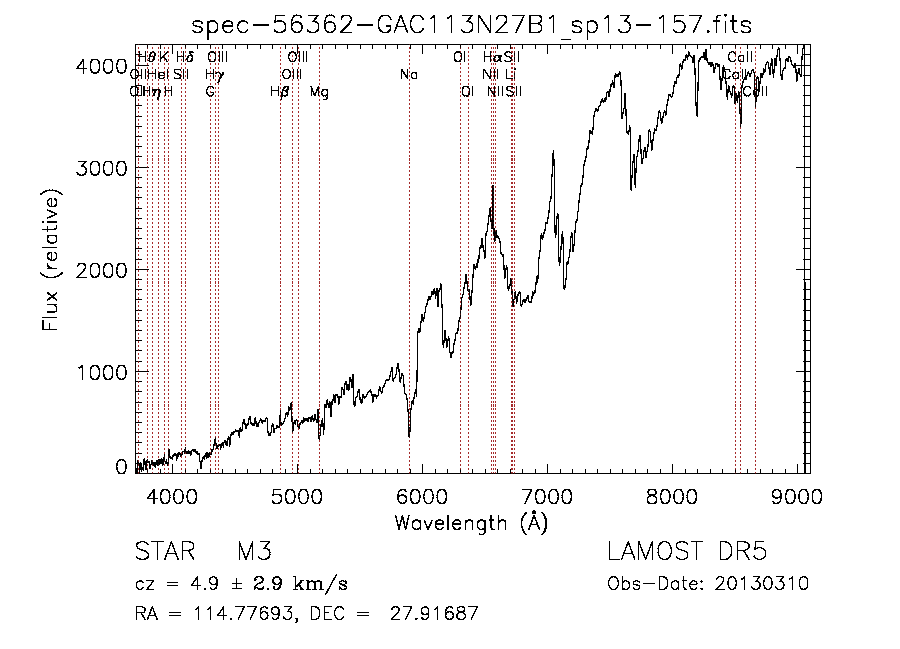 spec-56362-GAC113N27B1_sp13-157.fits
Hθ K Hδ OIII OIII OI Hα SII CaII
OII HeI SII Hγ OIII NII Li CaII
OII Hη H G Hβ Mg Na OI NII SII CaII
4000
3000
2000
1000
0
Flux (relative)
4000 5000 6000 7000 8000 9000
Wavelength (Å)
STAR M3 LAMOST DR5
cz = 4.9 ± 2.9 km/s Obs-Date: 20130310
RA = 114.77693, DEC = 27.91687